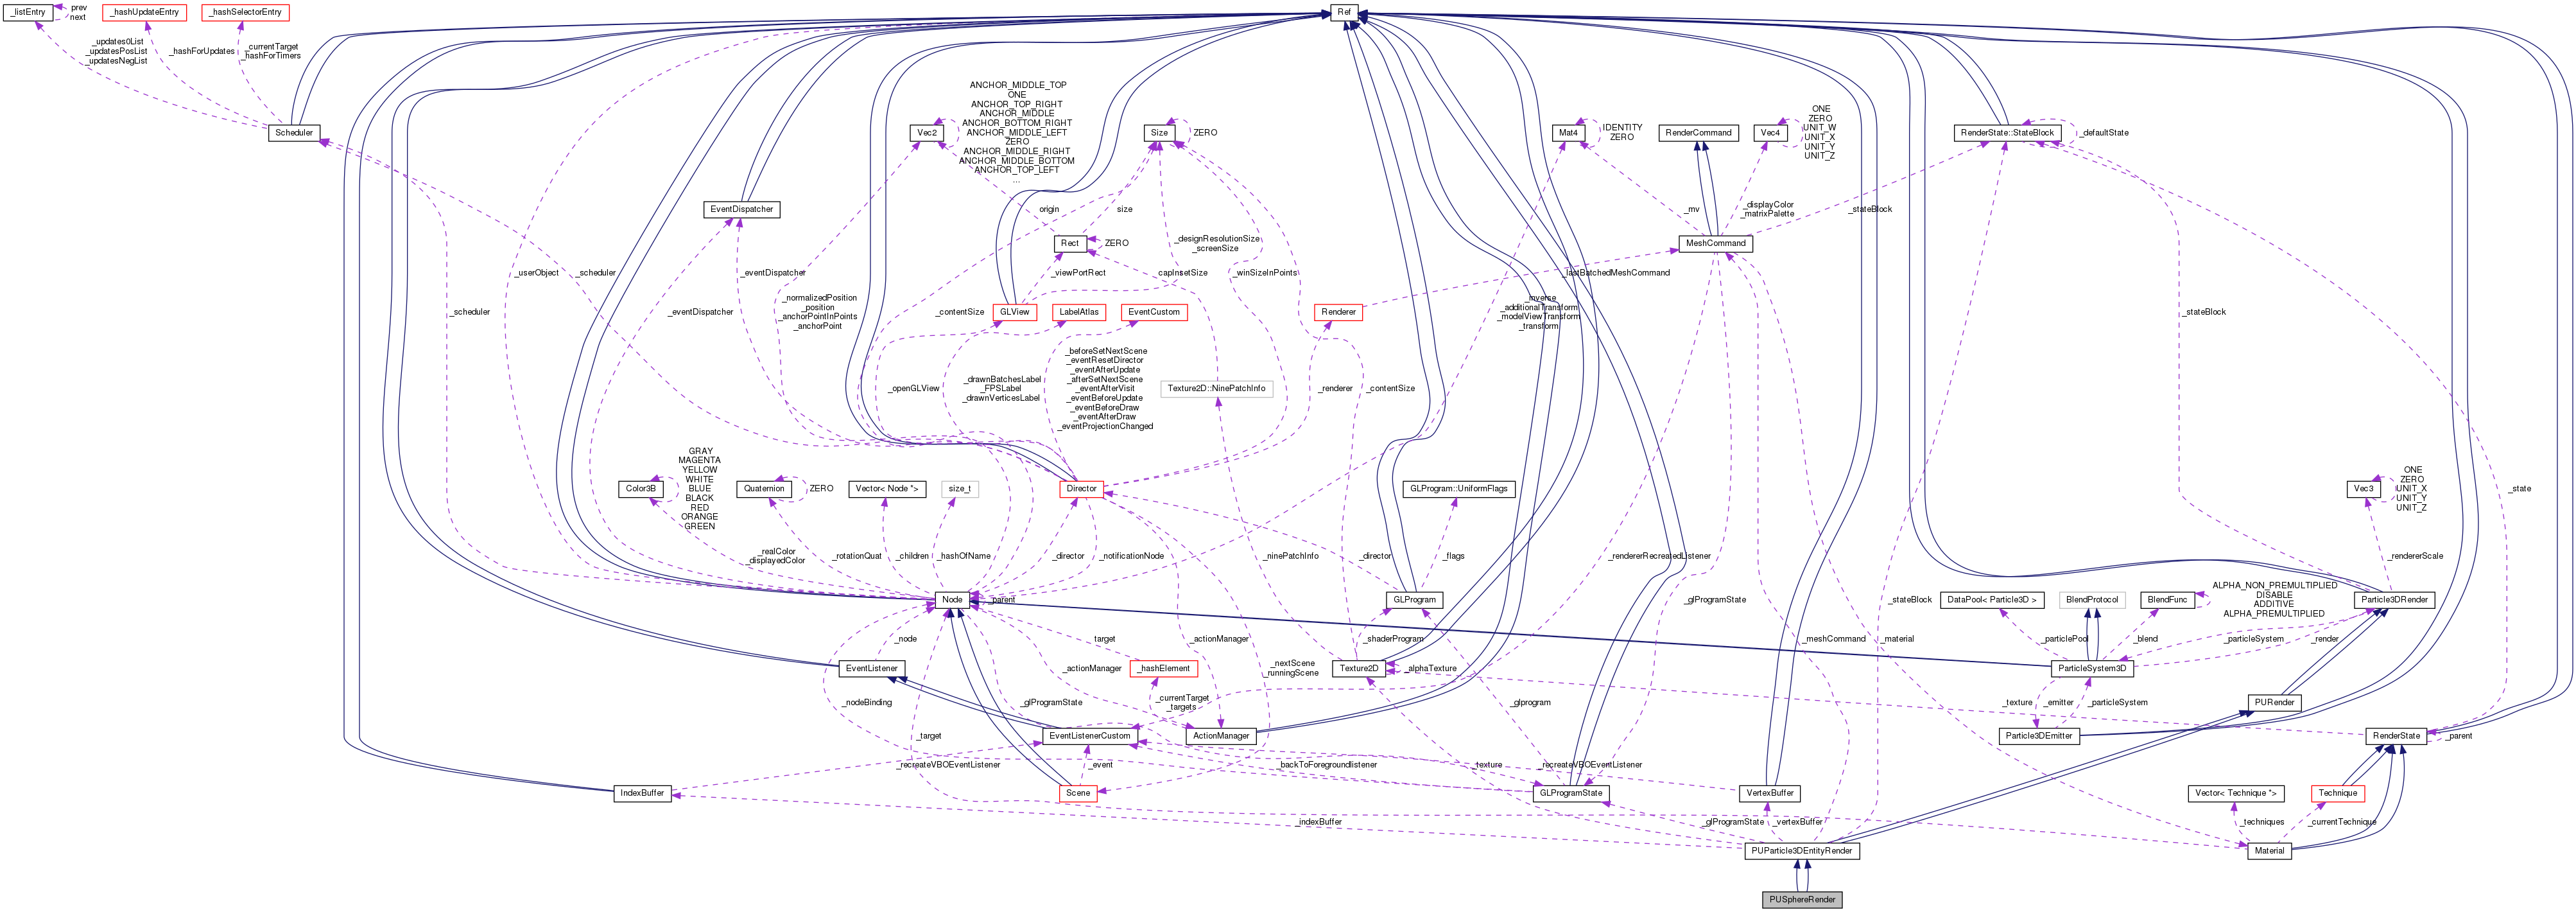 _listEntry
prev
next
_hashUpdateEntry
_hashSelectorEntry
Ref
_updates0List
_updatesPosList
_updatesNegList
_hashForUpdates
_currentTarget
_hashForTimers
Scheduler
Vec2
ANCHOR_MIDDLE_TOP
ONE
ANCHOR_TOP_RIGHT
ANCHOR_MIDDLE
ANCHOR_BOTTOM_RIGHT
ANCHOR_MIDDLE_LEFT
ZERO
ANCHOR_MIDDLE_RIGHT
ANCHOR_MIDDLE_BOTTOM
ANCHOR_TOP_LEFT
...
Size
ZERO
Mat4
IDENTITY
ZERO
RenderCommand
Vec4
ONE
ZERO
UNIT_W
UNIT_X
UNIT_Y
UNIT_Z
RenderState::StateBlock
_defaultState
EventDispatcher
origin
size
_mv
_displayColor
_matrixPalette
_stateBlock
Rect
ZERO
_designResolutionSize
_screenSize
MeshCommand
_userObject
_scheduler
_eventDispatcher
_viewPortRect
capInsetSize
_winSizeInPoints
_lastBatchedMeshCommand
_scheduler
_eventDispatcher
_normalizedPosition
_position
_anchorPointInPoints
_anchorPoint
_contentSize
GLView
LabelAtlas
EventCustom
Renderer
_inverse
_additionalTransform
_modelViewTransform
_transform
_stateBlock
_openGLView
_drawnBatchesLabel
_FPSLabel
_drawnVerticesLabel
_beforeSetNextScene
_eventResetDirector
_eventAfterUpdate
_afterSetNextScene
_eventAfterVisit
_eventBeforeUpdate
_eventBeforeDraw
_eventAfterDraw
_eventProjectionChanged
Texture2D::NinePatchInfo
_renderer
_contentSize
Color3B
GRAY
MAGENTA
YELLOW
WHITE
BLUE
BLACK
RED
ORANGE
GREEN
Quaternion
ZERO
Vector< Node *>
size_t
Director
GLProgram::UniformFlags
Vec3
ONE
ZERO
UNIT_X
UNIT_Y
UNIT_Z
_state
_realColor
_displayedColor
_rotationQuat
_children
_hashOfName
_director
_notificationNode
_ninePatchInfo
_director
_flags
_rendererRecreatedListener
_rendererScale
Node
_parent
GLProgram
_glProgramState
_stateBlock
DataPool< Particle3D >
BlendProtocol
BlendFunc
ALPHA_NON_PREMULTIPLIED
DISABLE
ADDITIVE
ALPHA_PREMULTIPLIED
Particle3DRender
_node
target
_actionManager
_shaderProgram
_meshCommand
_material
_particlePool
_blend
_particleSystem
_render
EventListener
_actionManager
_hashElement
_nextScene
_runningScene
Texture2D
_alphaTexture
ParticleSystem3D
_nodeBinding
_glProgramState
_currentTarget
_targets
_glprogram
_emitter
_particleSystem
PURender
_texture
_target
EventListenerCustom
ActionManager
Particle3DEmitter
RenderState
_parent
_recreateVBOEventListener
_event
_backToForegroundlistener
_texture
_recreateVBOEventListener
IndexBuffer
Scene
GLProgramState
VertexBuffer
Vector< Technique *>
Technique
_indexBuffer
_glProgramState
_vertexBuffer
_techniques
_currentTechnique
PUParticle3DEntityRender
Material
PUSphereRender